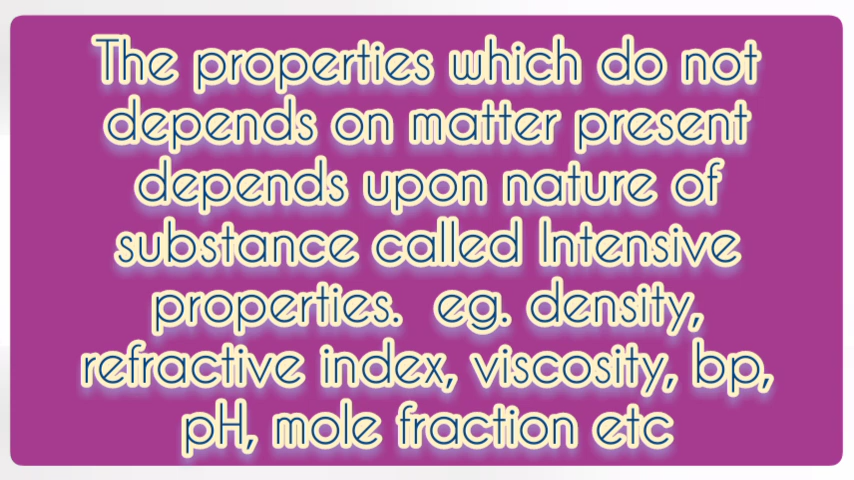 The properties which do not
depends on matter present
depends upon nature of
substance called Intensive
properties.  eg. density,
refractive index, viscosity, bp,
pH, mole fraction etc